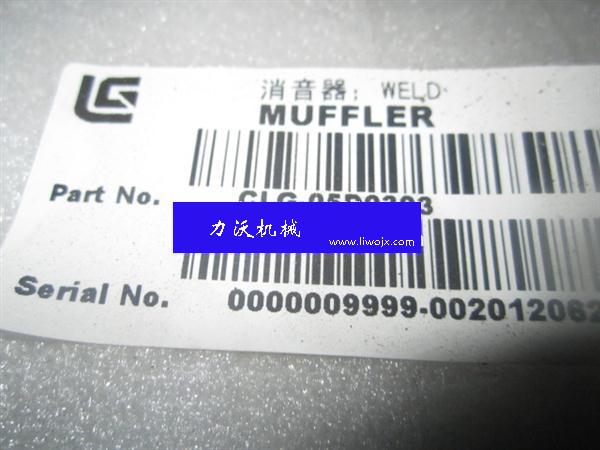 消音器; WELD
MUFFLER
Part No.
力沃机械
www.liwojx.com
Serial No. 0000009999-002012062